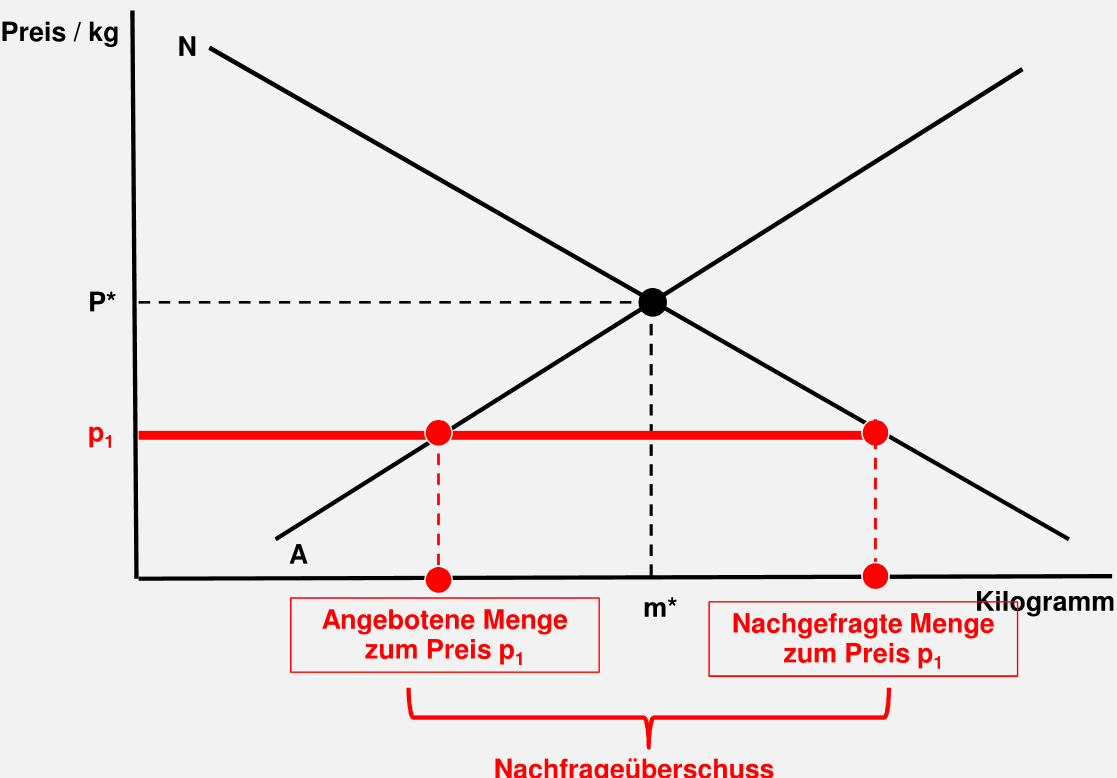 Preis / kg
N
P*
p₁
A
m*
Kilogramm
Angebotene Menge
zum Preis p₁
Nachgefragte Menge
zum Preis p₁
Nachfrageüberschuss